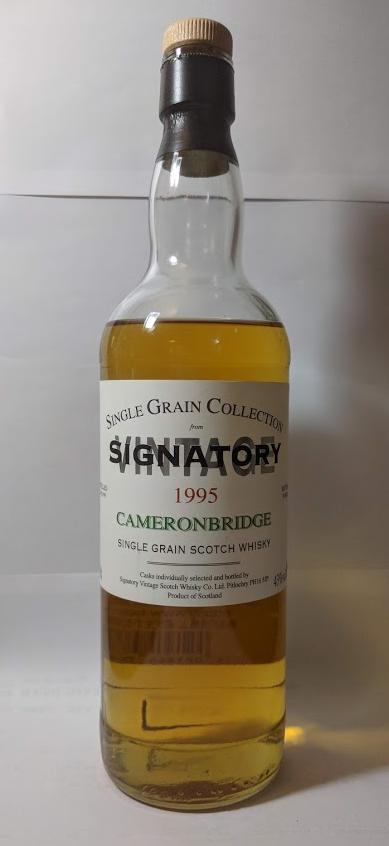 SINGLE GRAIN COLLECTION
from
VINTAGE
SIGNATORY
1995
CAMERONBRIDGE
SINGLE GRAIN SCOTCH WHISKY
Casks individually selected and bottled by
Signatory Vintage Scotch Whisky Co. Ltd. Pitlochry PH16 5JP
Product of Scotland